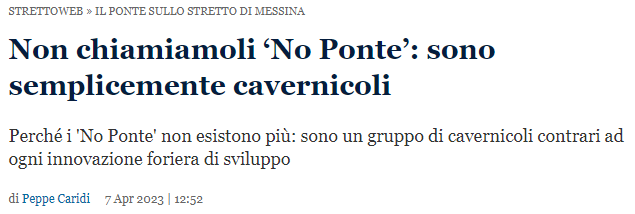 STRETTOWEB » IL PONTE SULLO STRETTO DI MESSINA
Non chiamiamoli ‘No Ponte’: sono
semplicemente cavernicoli
Perché i 'No Ponte' non esistono più: sono un gruppo di cavernicoli contrari ad
ogni innovazione foriera di sviluppo
di Peppe Caridi 7 Apr 2023 | 12:52